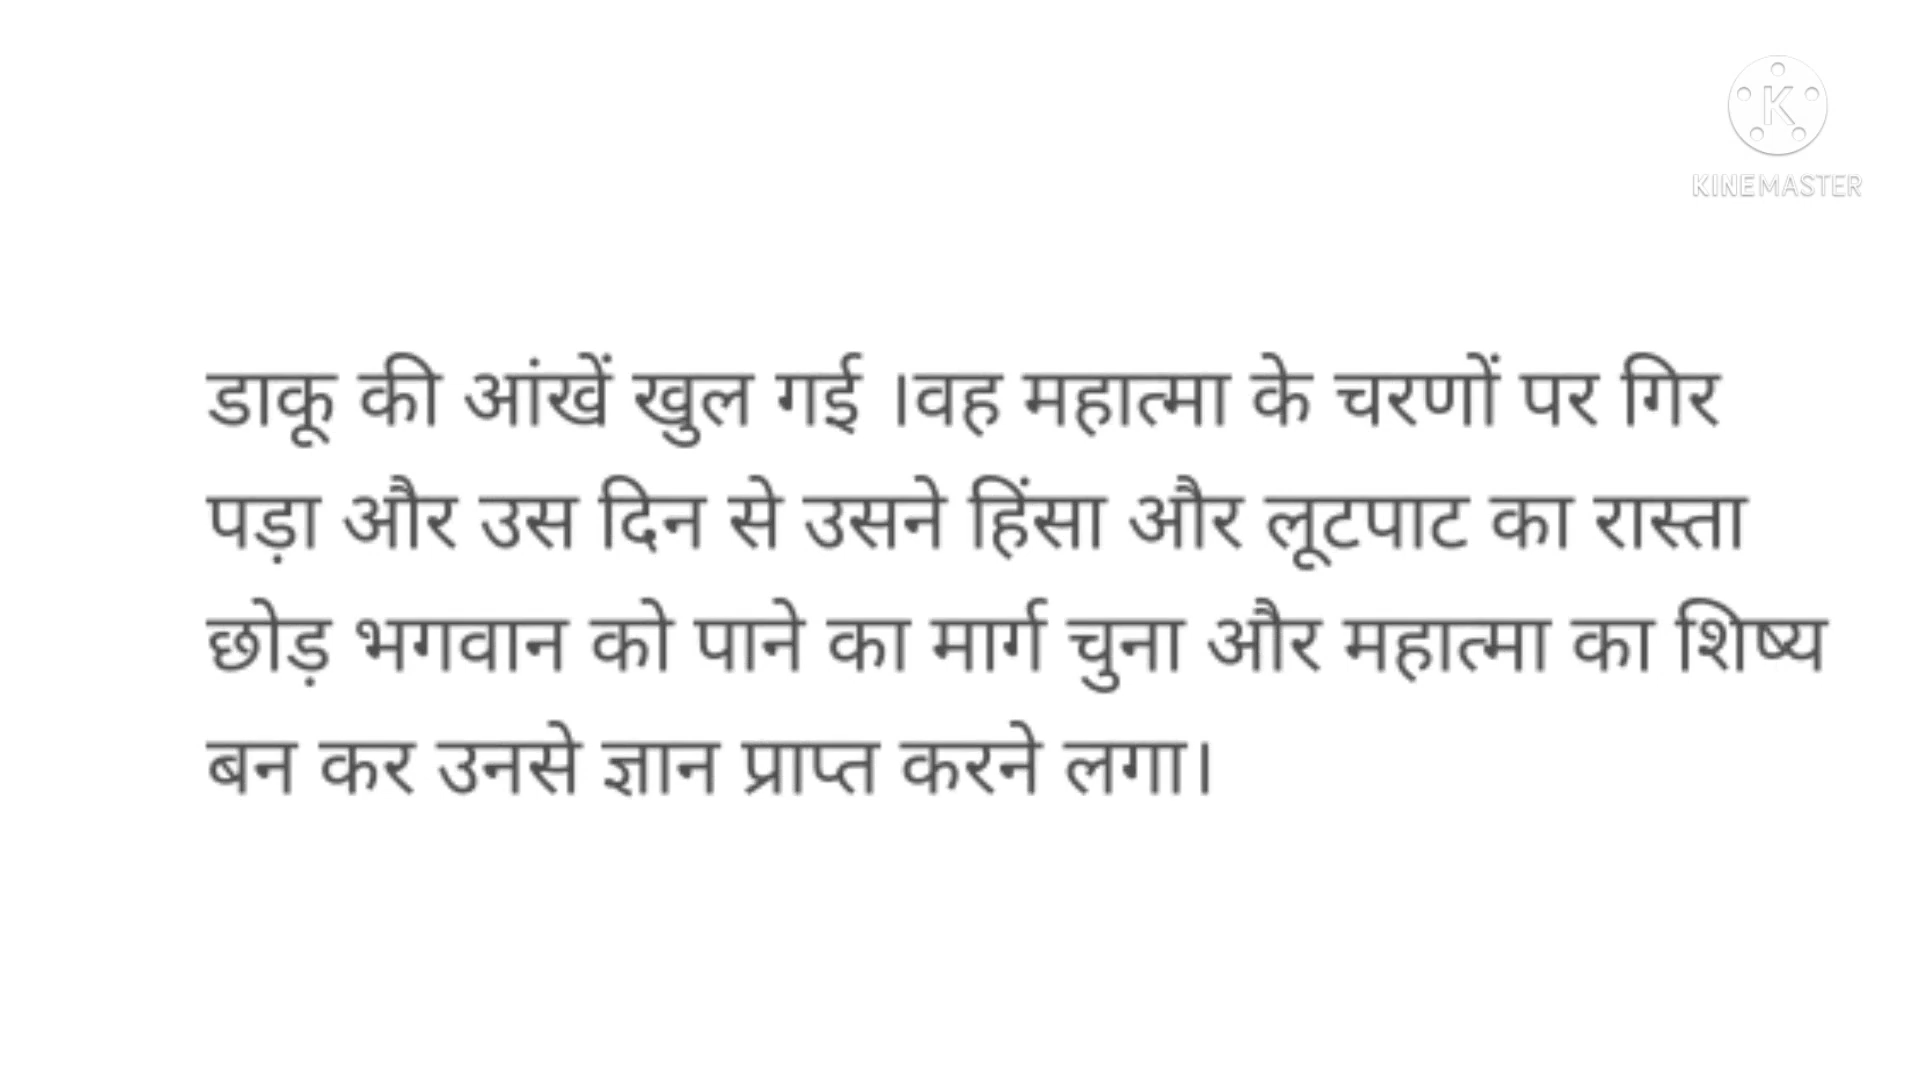 K
KINEMASTER
डाकू की आंखें खुल गई ।वह महात्मा के चरणों पर गिर
पड़ा और उस दिन से उसने हिंसा और लूटपाट का रास्ता
छोड़ भगवान को पाने का मार्ग चुना और महात्मा का शिष्य
बन कर उनसे ज्ञान प्राप्त करने लगा।